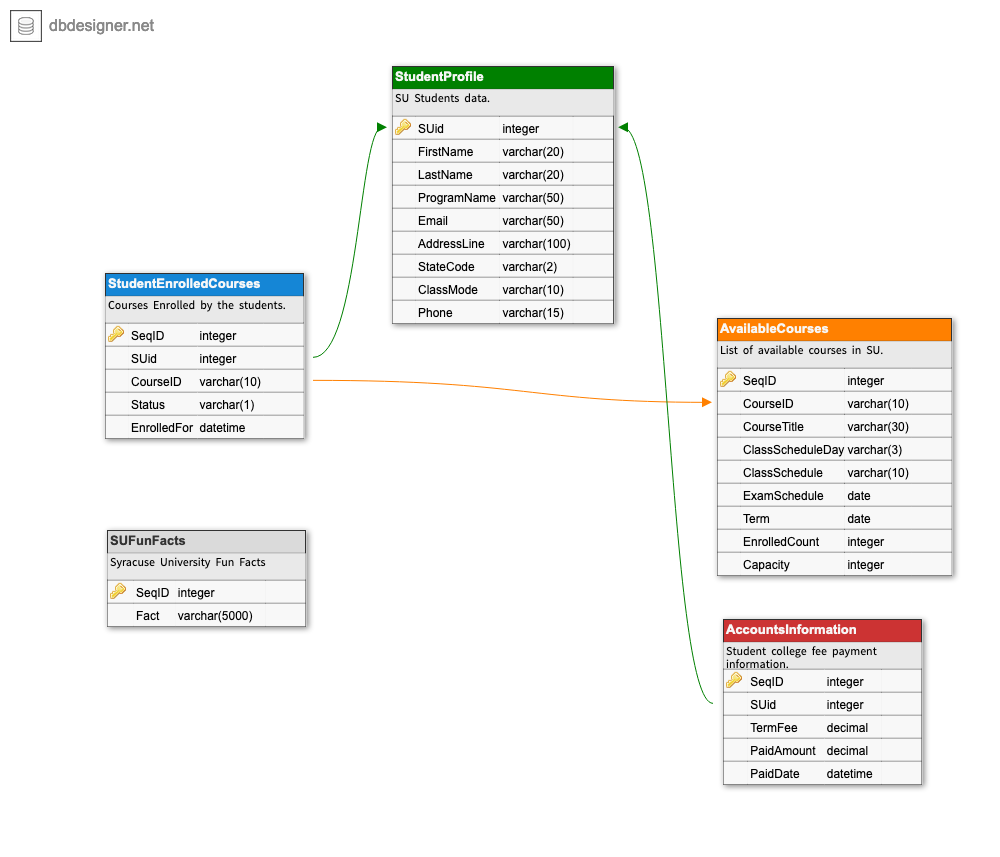 dbdesigner.net
StudentProfile
SU Students data.
SUid integer
FirstName varchar(20)
LastName varchar(20)
ProgramName varchar(50)
Email varchar(50)
AddressLine varchar(100)
StateCode varchar(2)
ClassMode varchar(10)
Phone varchar(15)
StudentEnrolledCourses
Courses Enrolled by the students.
SeqID integer
SUid integer
CourseID varchar(10)
Status varchar(1)
EnrolledFor datetime
AvailableCourses
List of available courses in SU.
SeqID integer
CourseID varchar(10)
CourseTitle varchar(30)
ClassScheduleDay varchar(3)
ClassSchedule varchar(10)
ExamSchedule date
Term date
EnrolledCount integer
Capacity integer
SUFunFacts
Syracuse University Fun Facts
SeqID integer
Fact varchar(5000)
AccountsInformation
Student college fee payment
information.
SeqID integer
SUid integer
TermFee decimal
PaidAmount decimal
PaidDate datetime